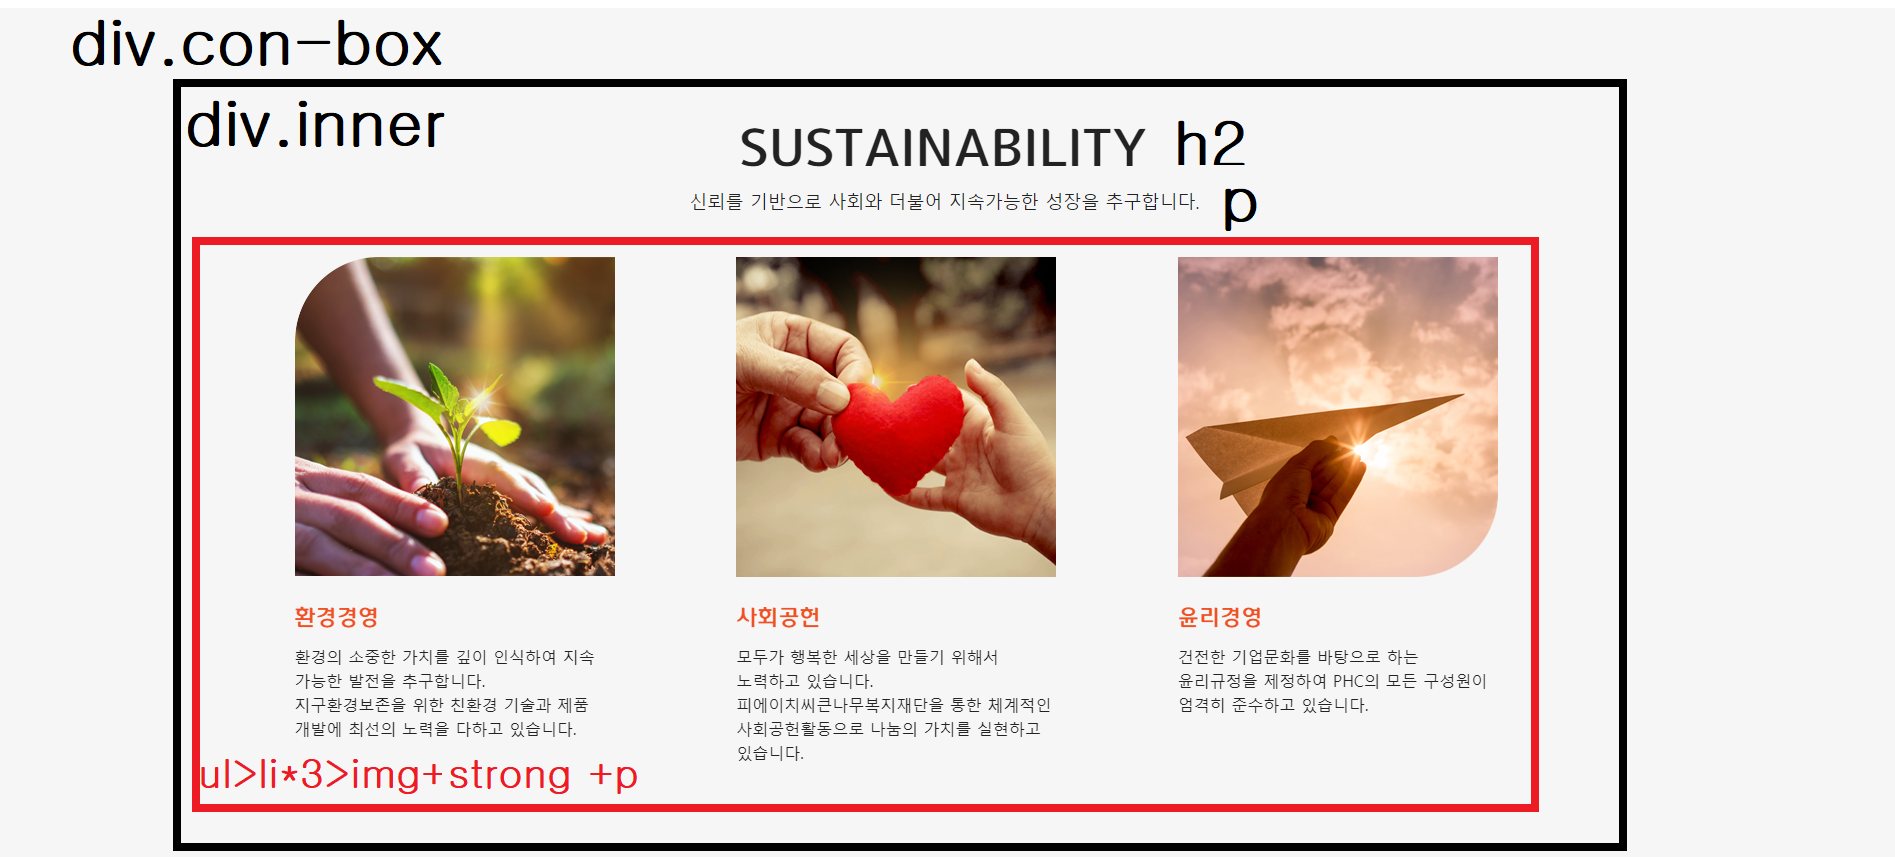 div.con-box
div.inner
SUSTAINABILITY h2
신뢰를 기반으로 사회와 더불어 지속가능한 성장을 추구합니다. p
환경경영
환경의 소중한 가치를 깊이 인식하여 지속
가능한 발전을 추구합니다.
지구환경보존을 위한 친환경 기술과 제품
개발에 최선의 노력을 다하고 있습니다.
사회공헌
모두가 행복한 세상을 만들기 위해서
노력하고 있습니다.
피에이치씨큰나무복지재단을 통한 체계적인
사회공헌활동으로 나눔의 가치를 실현하고
있습니다.
윤리경영
건전한 기업문화를 바탕으로 하는
윤리규정을 제정하여 PHC의 모든 구성원이
엄격히 준수하고 있습니다.
ul>li*3>img+strong +p